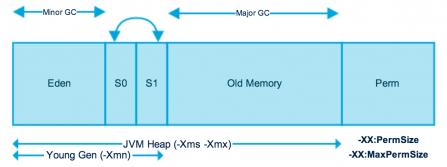 Minor GC
Major GC
Eden
S0
S1
Old Memory
Perm
JVM Heap (-Xms -Xmx)
-XX:PermSize
Young Gen (-Xmn)
-XX:MaxPermSize